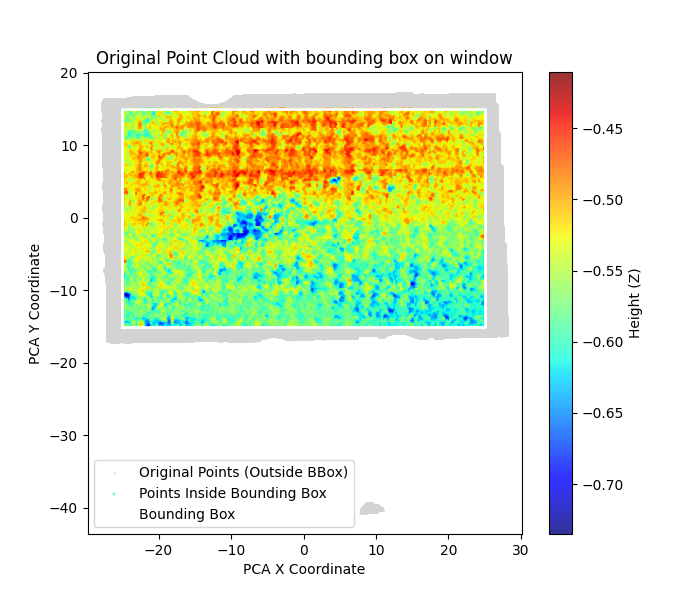 Original Point Cloud with bounding box on window
20
10
0
−10
−20
−30
−40
PCA Y Coordinate
Original Points (Outside BBox)
Points Inside Bounding Box
Bounding Box
−20
−10
0
10
20
30
PCA X Coordinate
−0.45
−0.50
−0.55
−0.60
−0.65
−0.70
Height (Z)